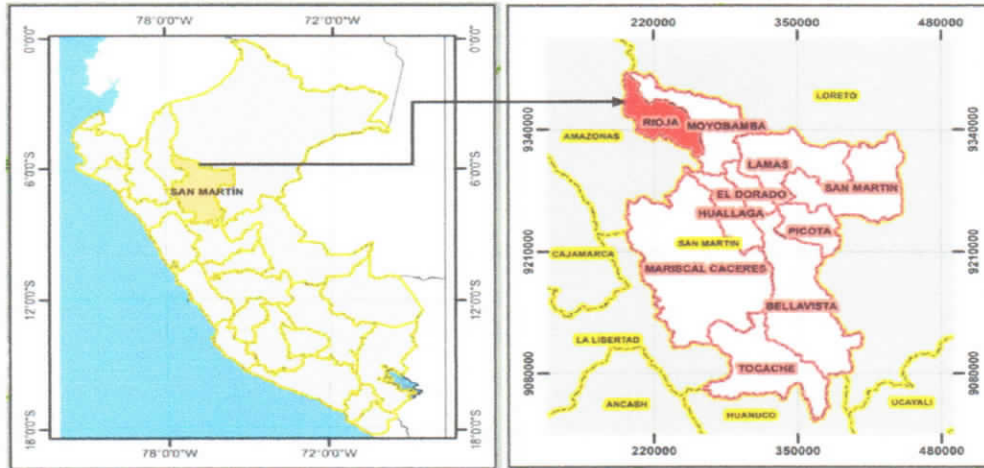 78°0'0"W
72°0'0"W
0°0'0"
0°0'0"
6°0'0"S
6°0'0"S
12°0'0"S
12°0'0"S
18°0'0"S
18°0'0"S
SAN MARTÍN
78°0'0"W
72°0'0"W
220000
350000
480000
9340000
9340000
9210000
9210000
9080000
9080000
LORETO
RIOJA
MOYOBAMBA
AMAZONAS
LAMAS
EL DORADO
SAN MARTIN
HUALLAGA
PICOTA
SAN MARTIN
CAJAMARCA
MARISCAL CACERES
BELLAVISTA
LA LIBERTAD
TOCACHE
ANCASH
HUANUCO
UCAYALI
220000
350000
480000